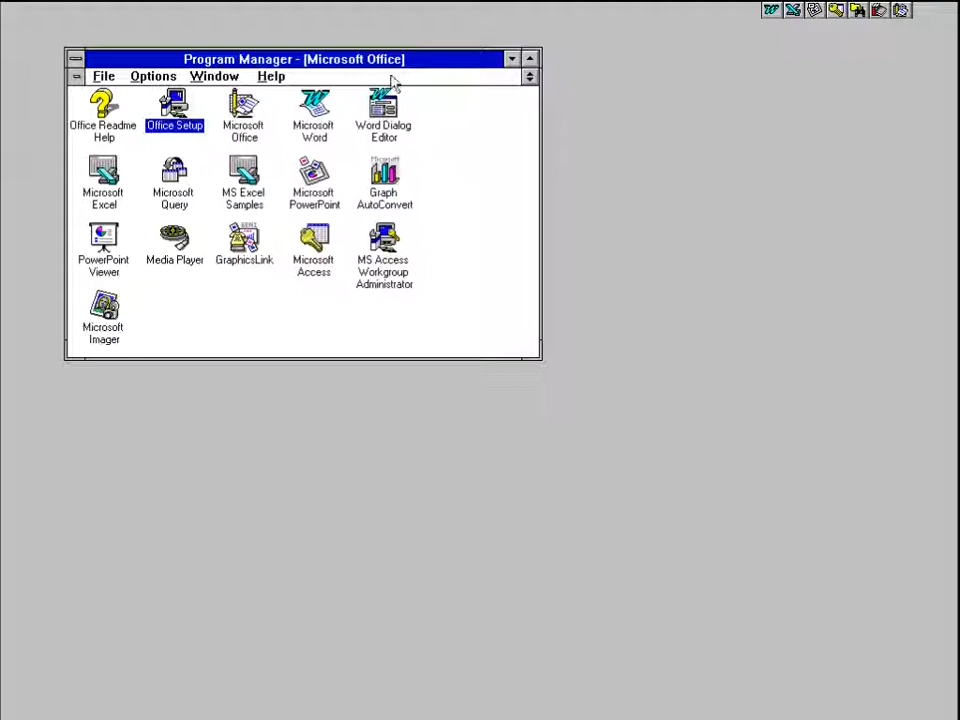 Program Manager - [Microsoft Office]
File Options Window Help
Office Readme
Help
Office Setup
Microsoft
Office
Microsoft
Word
Word Dialog
Editor
Microsoft
Excel
Microsoft
Query
MS Excel
Samples
Microsoft
PowerPoint
Microsoft
Graph
AutoConvert
PowerPoint
Viewer
Media Player
GraphicsLink
Microsoft
Access
MS Access
Workgroup
Administrator
Microsoft
Imager